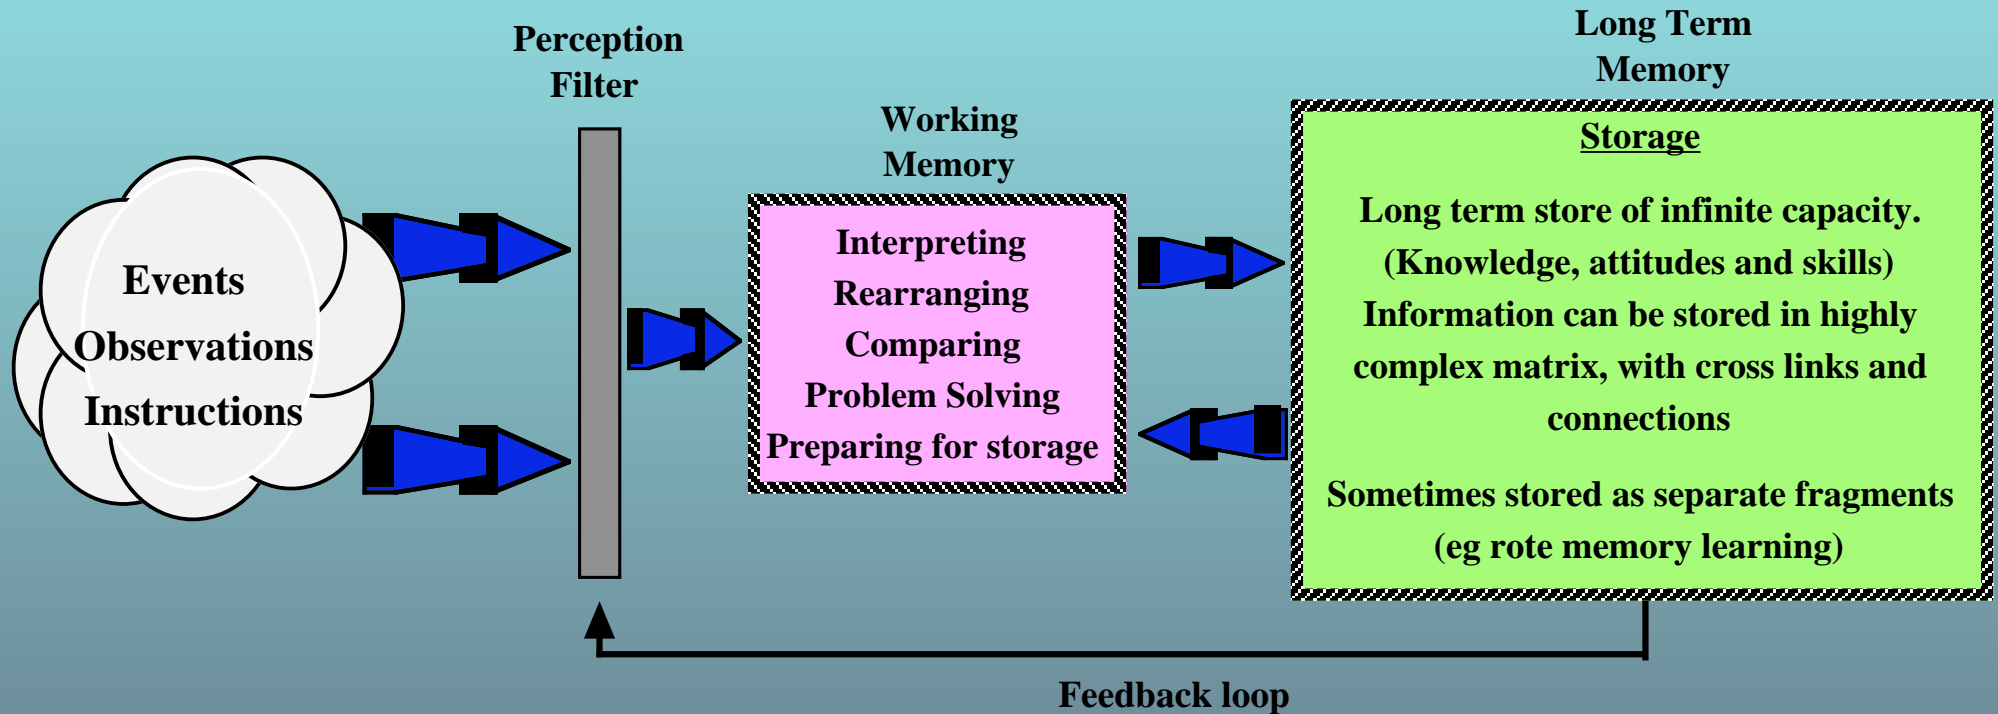 Perception
Filter
Long Term
Memory
Working
Memory
Events
Observations
Instructions
Interpreting
Rearranging
Comparing
Problem Solving
Preparing for storage
Storage
Long term store of infinite capacity.
(Knowledge, attitudes and skills)
Information can be stored in highly
complex matrix, with cross links and
connections
Sometimes stored as separate fragments
(eg rote memory learning)
Feedback loop